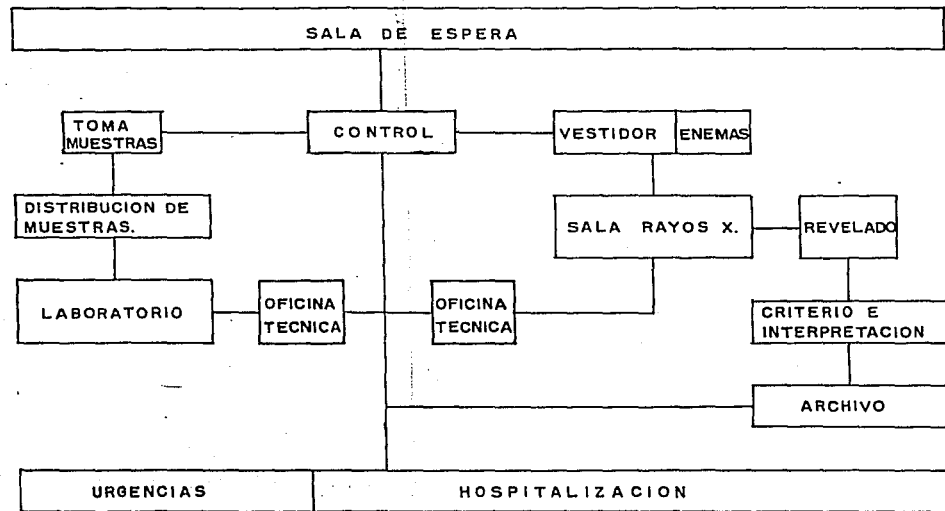 SALA DE ESPERA
TOMA
MUESTRAS
CONTROL
VESTIDOR
ENEMAS
DISTRIBUCION DE
MUESTRAS.
SALA RAYOS X.
REVELADO
LABORATORIO
OFICINA
TECNICA
OFICINA
TECNICA
CRITERIO E
INTERPRETACION
ARCHIVO
URGENCIAS
HOSPITALIZACION